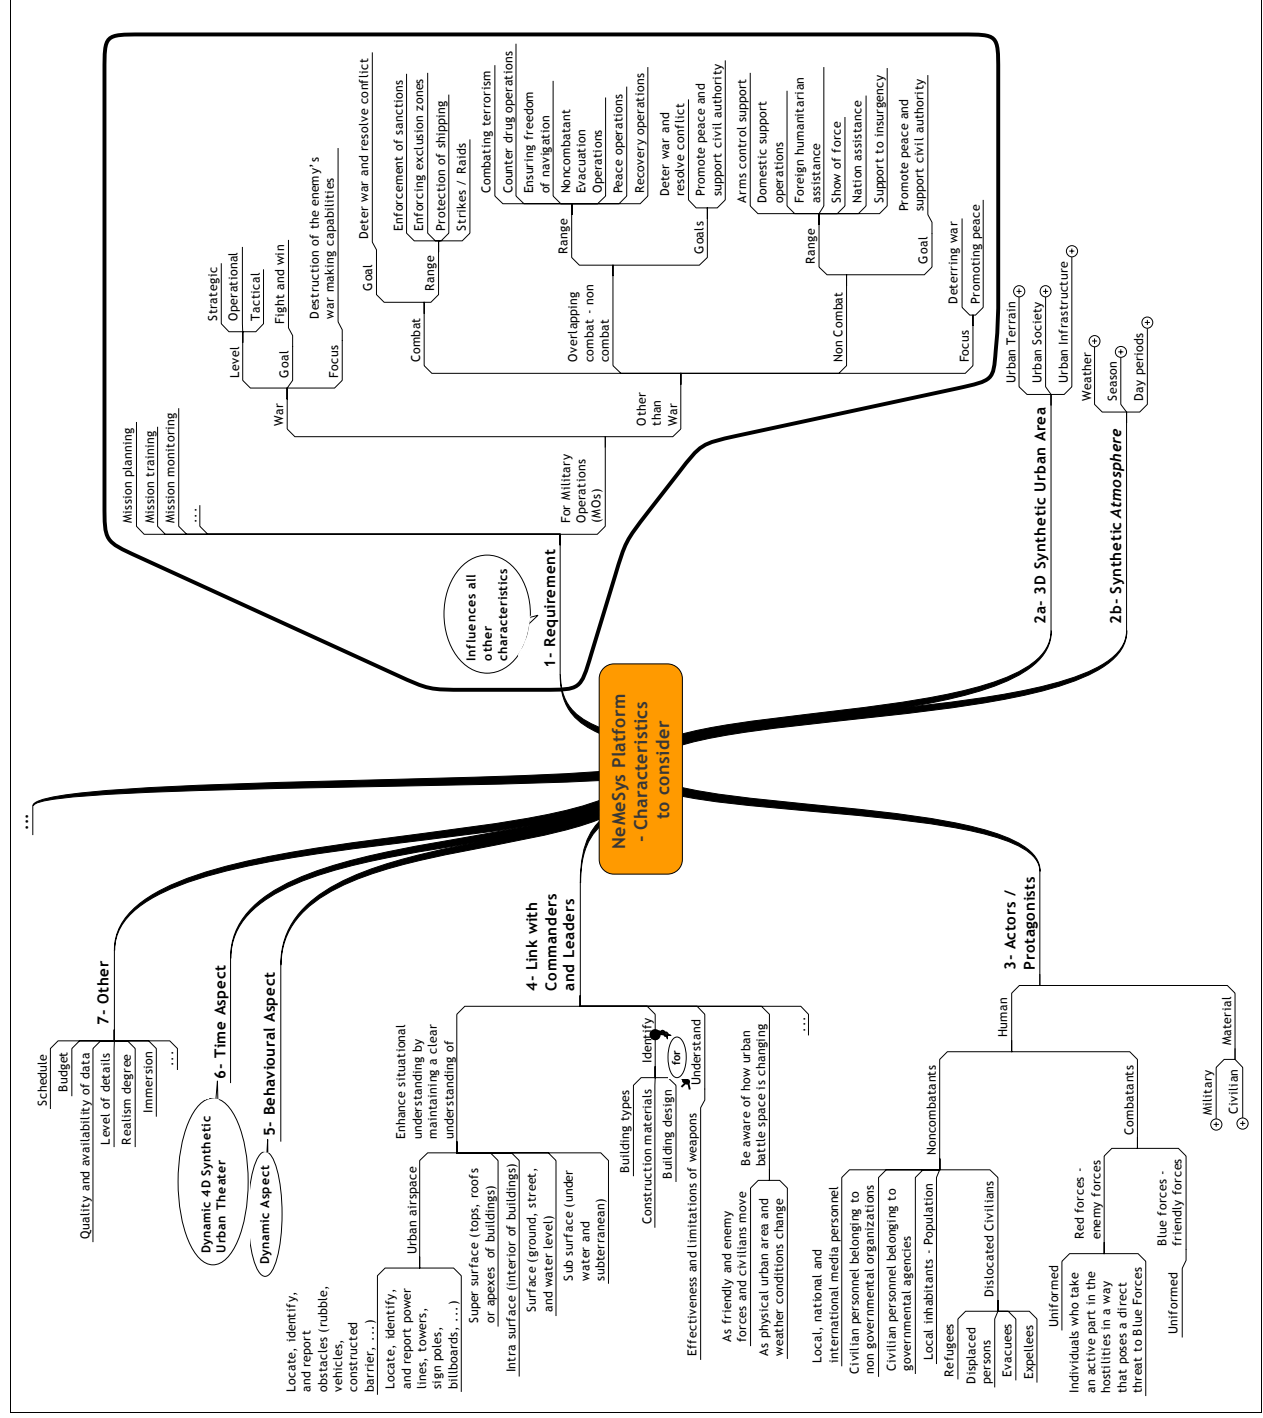 NeMeSys Platform
- Characteristics
to consider
1- Requirement
Influences all
other
characteristics
Mission planning
Mission training
Mission monitoring
...
For Military
Operations
(MOs)
War
Level
Strategic
Operational
Tactical
Goal
Fight and win
Focus
Destruction of the enemy's
war making capabilities
Other
than
War
Combat
Goal
Deter war and resolve conflict
Range
Enforcement of sanctions
Enforcing exclusion zones
Protection of shipping
Strikes / Raids
Overlapping
combat - non
combat
Range
Combating terrorism
Counter drug operations
Ensuring freedom
of navigation
Noncombatant
Evacuation
Operations
Peace operations
Recovery operations
Goals
Deter war and
resolve conflict
Promote peace and
support civil authority
Non Combat
Range
Arms control support
Domestic support
operations
Foreign humanitarian
assistance
Show of force
Nation assistance
Support to insurgency
Goal
Promote peace and
support civil authority
Focus
Deterring war
Promoting peace
2a- 3D Synthetic Urban Area
Urban Terrain
Urban Society
Urban Infrastructure
2b- Synthetic Atmosphere
Weather
Season
Day periods
3- Actors /
Protagonists
Human
Noncombatants
Local, national and
international media personnel
Civilian personnel belonging to
non governmental organizations
Civilian personnel belonging to
governmental agencies
Local inhabitants - Population
Dislocated Civilians
Refugees
Displaced
persons
Evacuees
Expellees
Combatants
Red forces -
enemy forces
Uniformed
Individuals who take
an active part in the
hostilities in a way
that poses a direct
threat to Blue Forces
Blue forces -
friendly forces
Uniformed
Material
Military
Civilian
4- Link with
Commanders
and Leaders
Enhance situational
understanding by
maintaining a clear
understanding of
Urban airspace
Locate, identify,
and report
obstacles (rubble,
vehicles,
constructed
barrier, ...)
Locate, identify,
and report power
lines, towers,
sign poles,
billboards, ...)
Super surface (tops, roofs
or apexes of buildings)
Intra surface (interior of buildings)
Surface (ground, street,
and water level)
Sub surface (under
water and
subterranean)
Identify
Building types
Construction materials
Building design
for
Understand
Effectiveness and limitations of weapons
Be aware of how urban
battle space is changing
As friendly and enemy
forces and civilians move
As physical urban area and
weather conditions change
...
5- Behavioural Aspect
Dynamic Aspect
6- Time Aspect
Dynamic 4D Synthetic
Urban Theater
7- Other
Schedule
Budget
Quality and availability of data
Level of details
Realism degree
Immersion
...
...